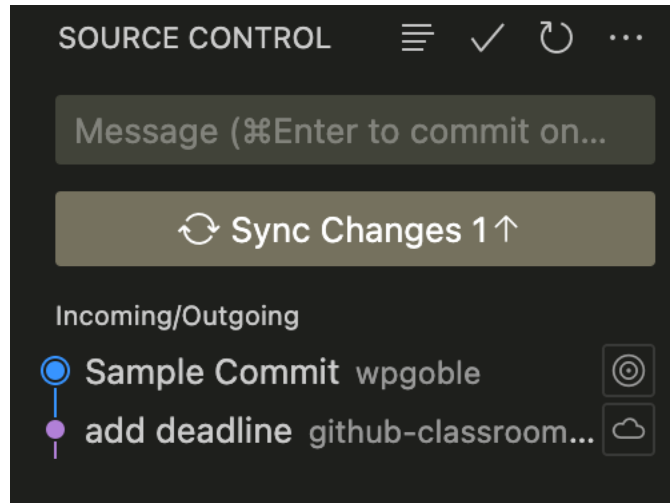 SOURCE CONTROL
Message (⌘Enter to commit on...
Sync Changes 1↑
Incoming/Outgoing
Sample Commit wpgoble
add deadline github-classroom...